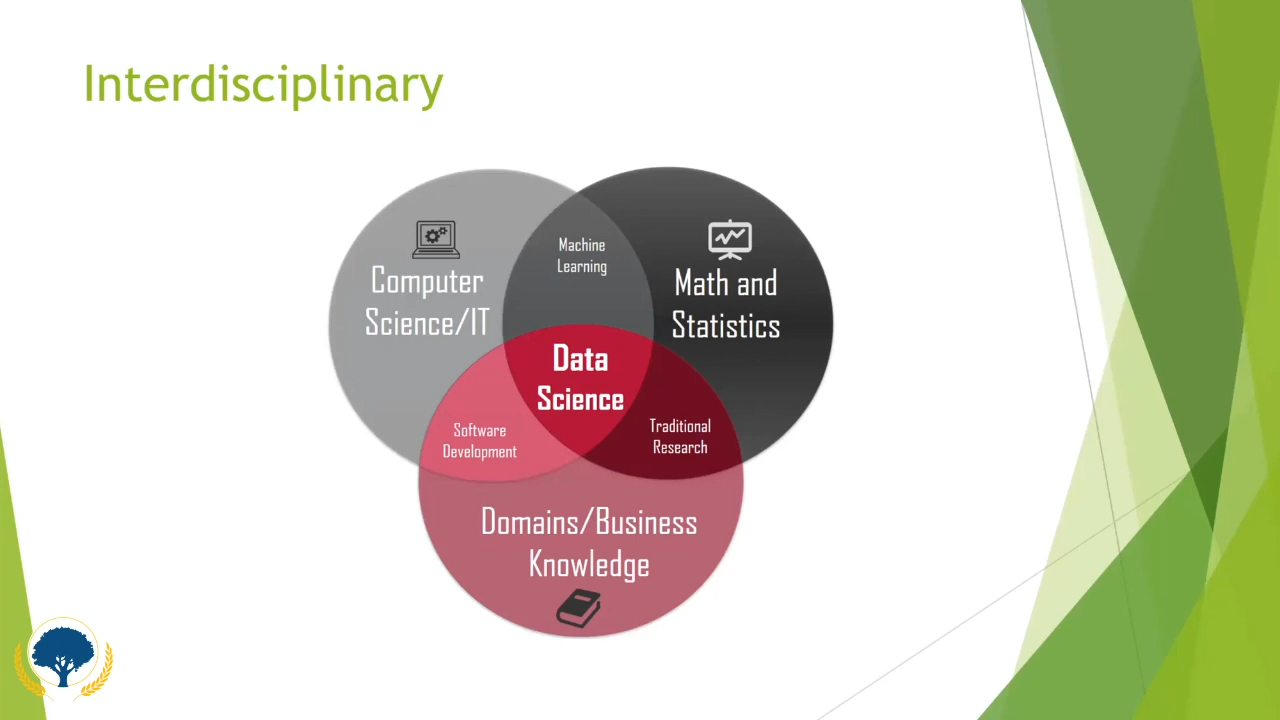 Interdisciplinary
Machine
Learning
Computer
Science/IT
Math and
Statistics
Data
Science
Software
Development
Traditional
Research
Domains/Business
Knowledge